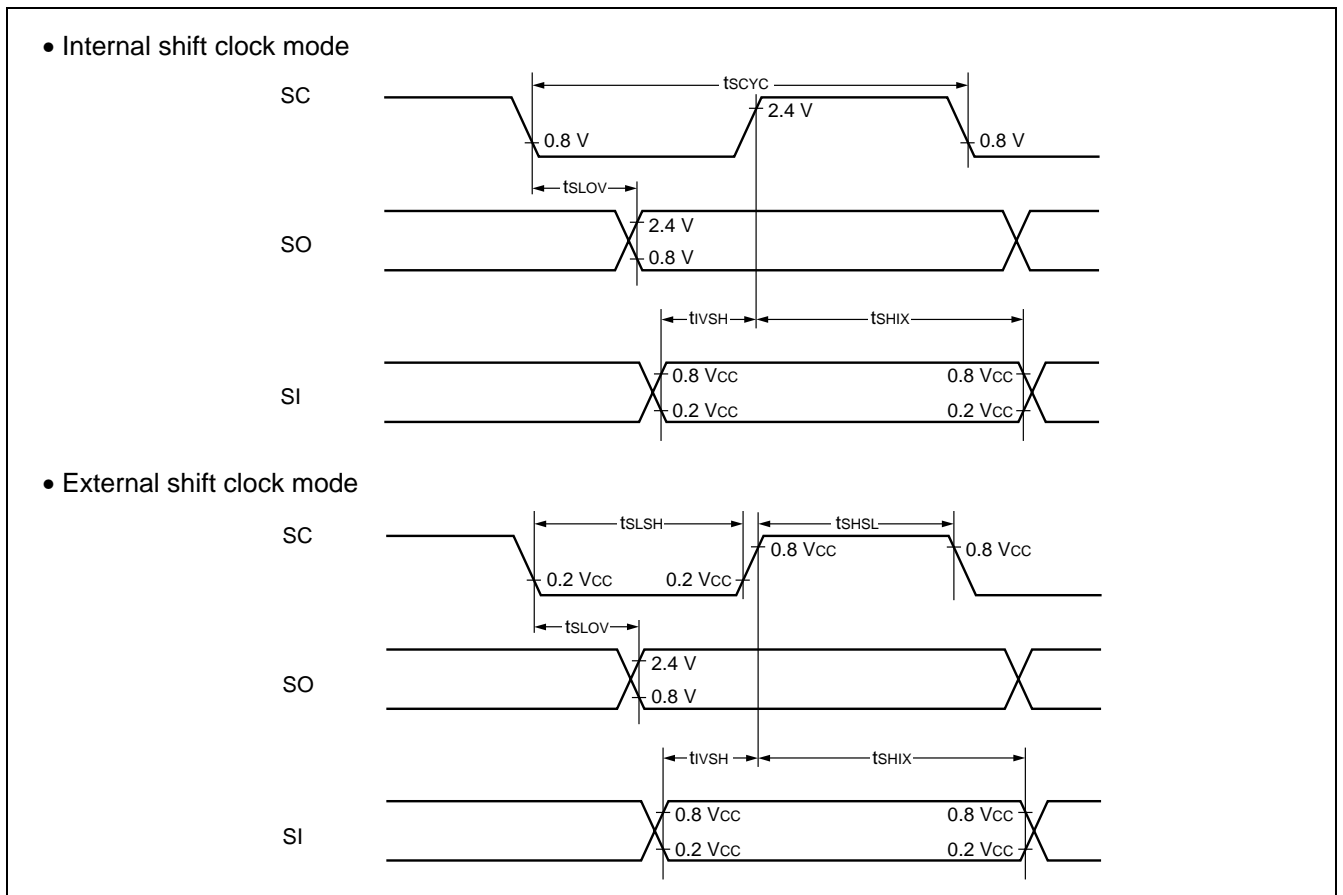 • Internal shift clock mode
SC
tSCYC
2.4 V
0.8 V
0.8 V
tSLOV
SO
2.4 V
0.8 V
tIVSH
tSHIX
SI
0.8 VCC
0.8 VCC
0.2 VCC
0.2 VCC
• External shift clock mode
SC
tSLSH
tSHSL
0.8 VCC
0.8 VCC
0.2 VCC
0.2 VCC
tSLOV
SO
2.4 V
0.8 V
tIVSH
tSHIX
SI
0.8 VCC
0.8 VCC
0.2 VCC
0.2 VCC